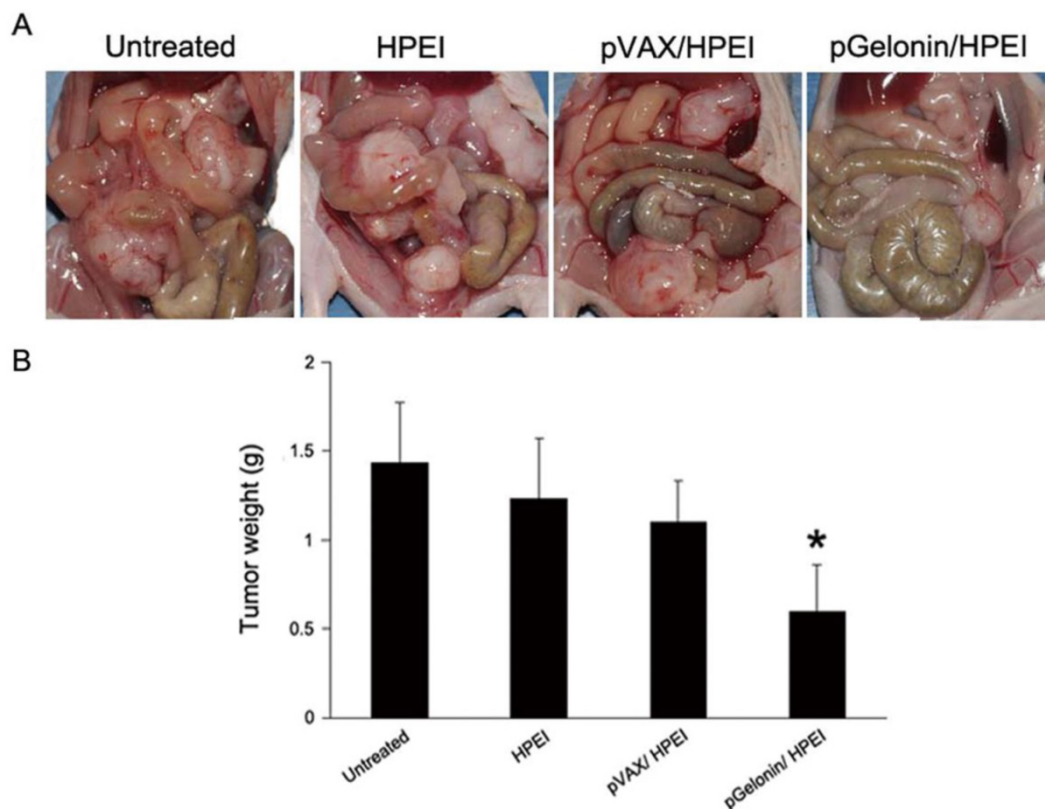 A
Untreated
HPEI
pVAX/HPEI
pGelonin/HPEI
B
Tumor weight (g)
2
1.5
1
0.5
0
*
Untreated
HPEI
pVAX/ HPEI
pGelonin/ HPEI